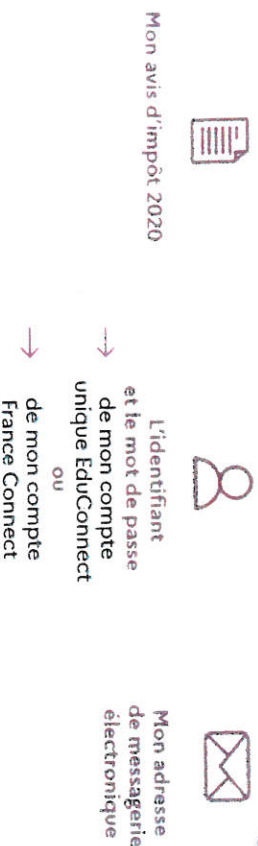 Mon avis d'impôt 2020
L'identifiant
et le mot de passe
→ de mon compte
unique EduConnect
ou
→ de mon compte
France Connect
Mon adresse
de messagerie
électronique